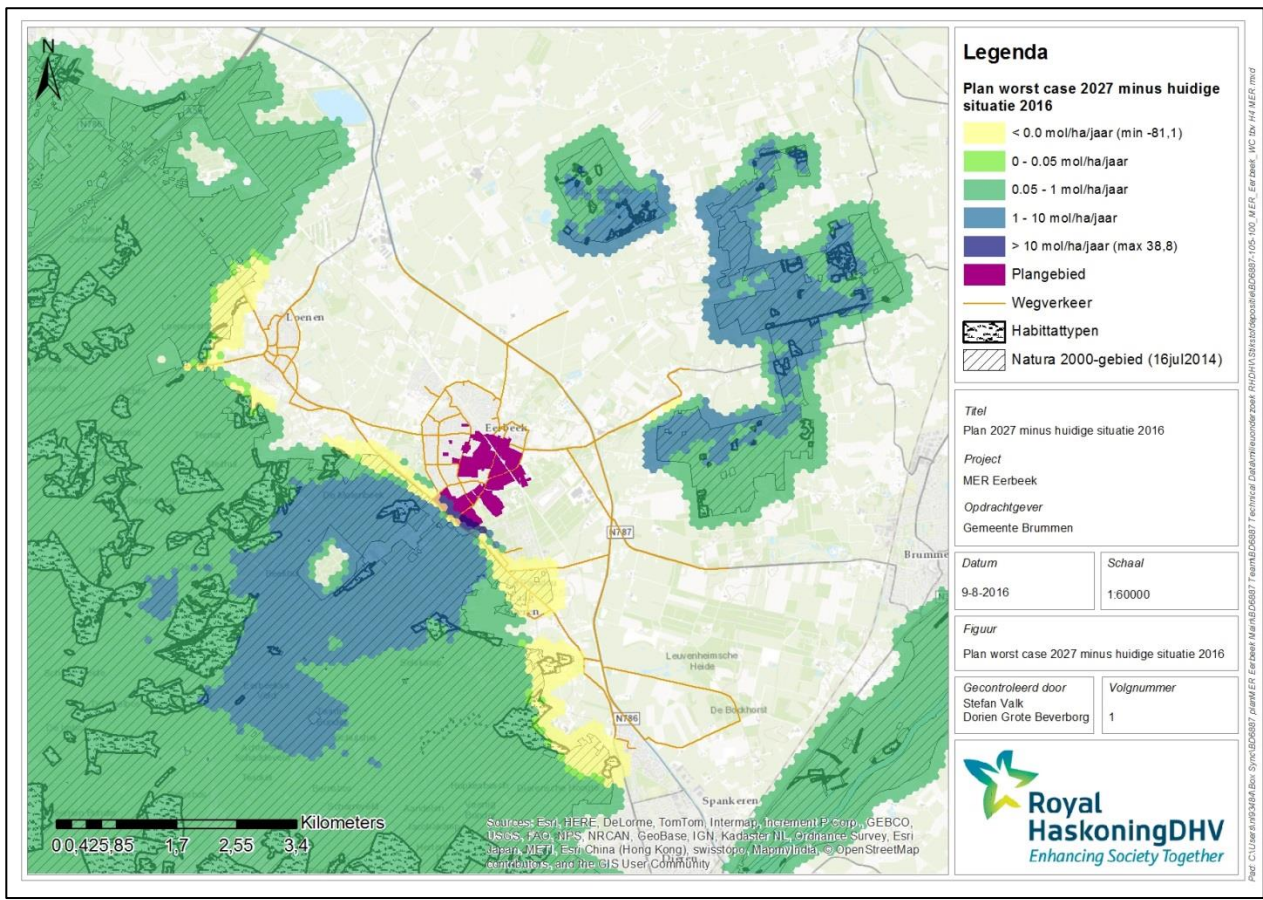 N
N786
A50
Loenen
Eerbeek
N787
Brumme
Leuvenheimsche
Heide
De Bockhorst
N786
Spankeren
Dieren
Kilometers
0 0,425,85 1,7 2,55 3,4
Sources: Esri, HERE, DeLorme, TomTom, Intermap, Increment P Corp., GEBCO,
USGS, FAO, NPS, NRCAN, GeoBase, IGN, Kadaster NL, Ordnance Survey, Esri
Japan, METI, Esri China (Hong Kong), swisstopo, MapmyIndia, © OpenStreetMap
contributors, and the GIS User Community
Legenda
Plan worst case 2027 minus huidige
situatie 2016
< 0.0 mol/ha/jaar (min -81,1)
0 - 0.05 mol/ha/jaar
0.05 - 1 mol/ha/jaar
1 - 10 mol/ha/jaar
> 10 mol/ha/jaar (max 38,8)
Plangebied
Wegverkeer
Habittattypen
Natura 2000-gebied (16jul2014)
Titel
Plan 2027 minus huidige situatie 2016
Project
MER Eerbeek
Opdrachtgever
Gemeente Brummen
Datum
9-8-2016
Schaal
1:60000
Figuur
Plan worst case 2027 minus huidige situatie 2016
Gecontroleerd door
Stefan Valk
Dorien Grote Beverborg
Volgnummer
1
Royal
HaskoningDHV
Enhancing Society Together